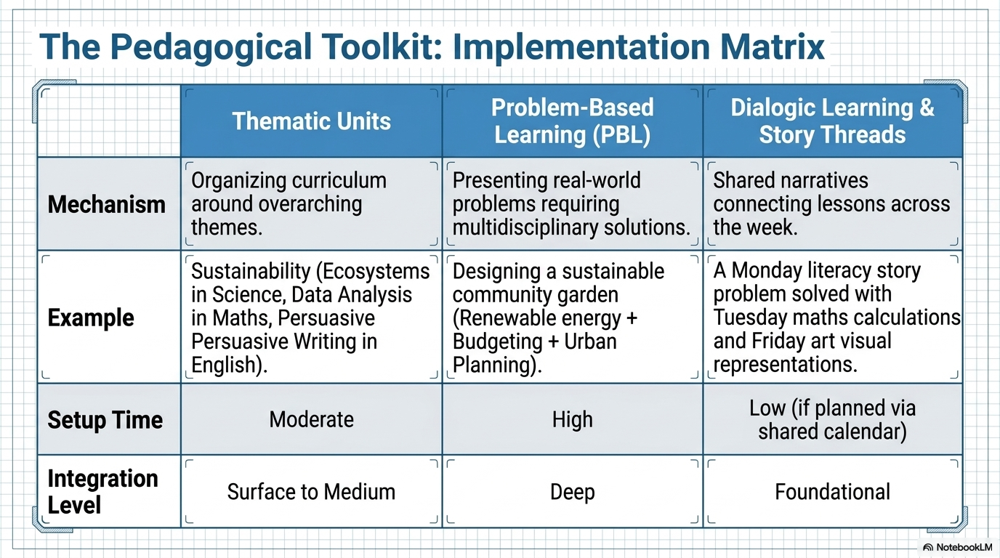 The Pedagogical Toolkit: Implementation Matrix
Thematic Units
Problem-Based
Learning (PBL)
Dialogic Learning &
Story Threads
Mechanism
Organizing curriculum
around overarching
themes.
Presenting real-world
problems requiring
multidisciplinary solutions.
Shared narratives
connecting lessons across
the week.
Example
Sustainability (Ecosystems
in Science, Data Analysis
in Maths, Persuasive
Persuasive Writing in
English).
Designing a sustainable
community garden
(Renewable energy +
Budgeting + Urban
Planning).
A Monday literacy story
problem solved with
Tuesday maths calculations
and Friday art visual
representations.
Setup Time
Moderate
High
Low (if planned via
shared calendar)
Integration
Level
Surface to Medium
Deep
Foundational
NotebookLM